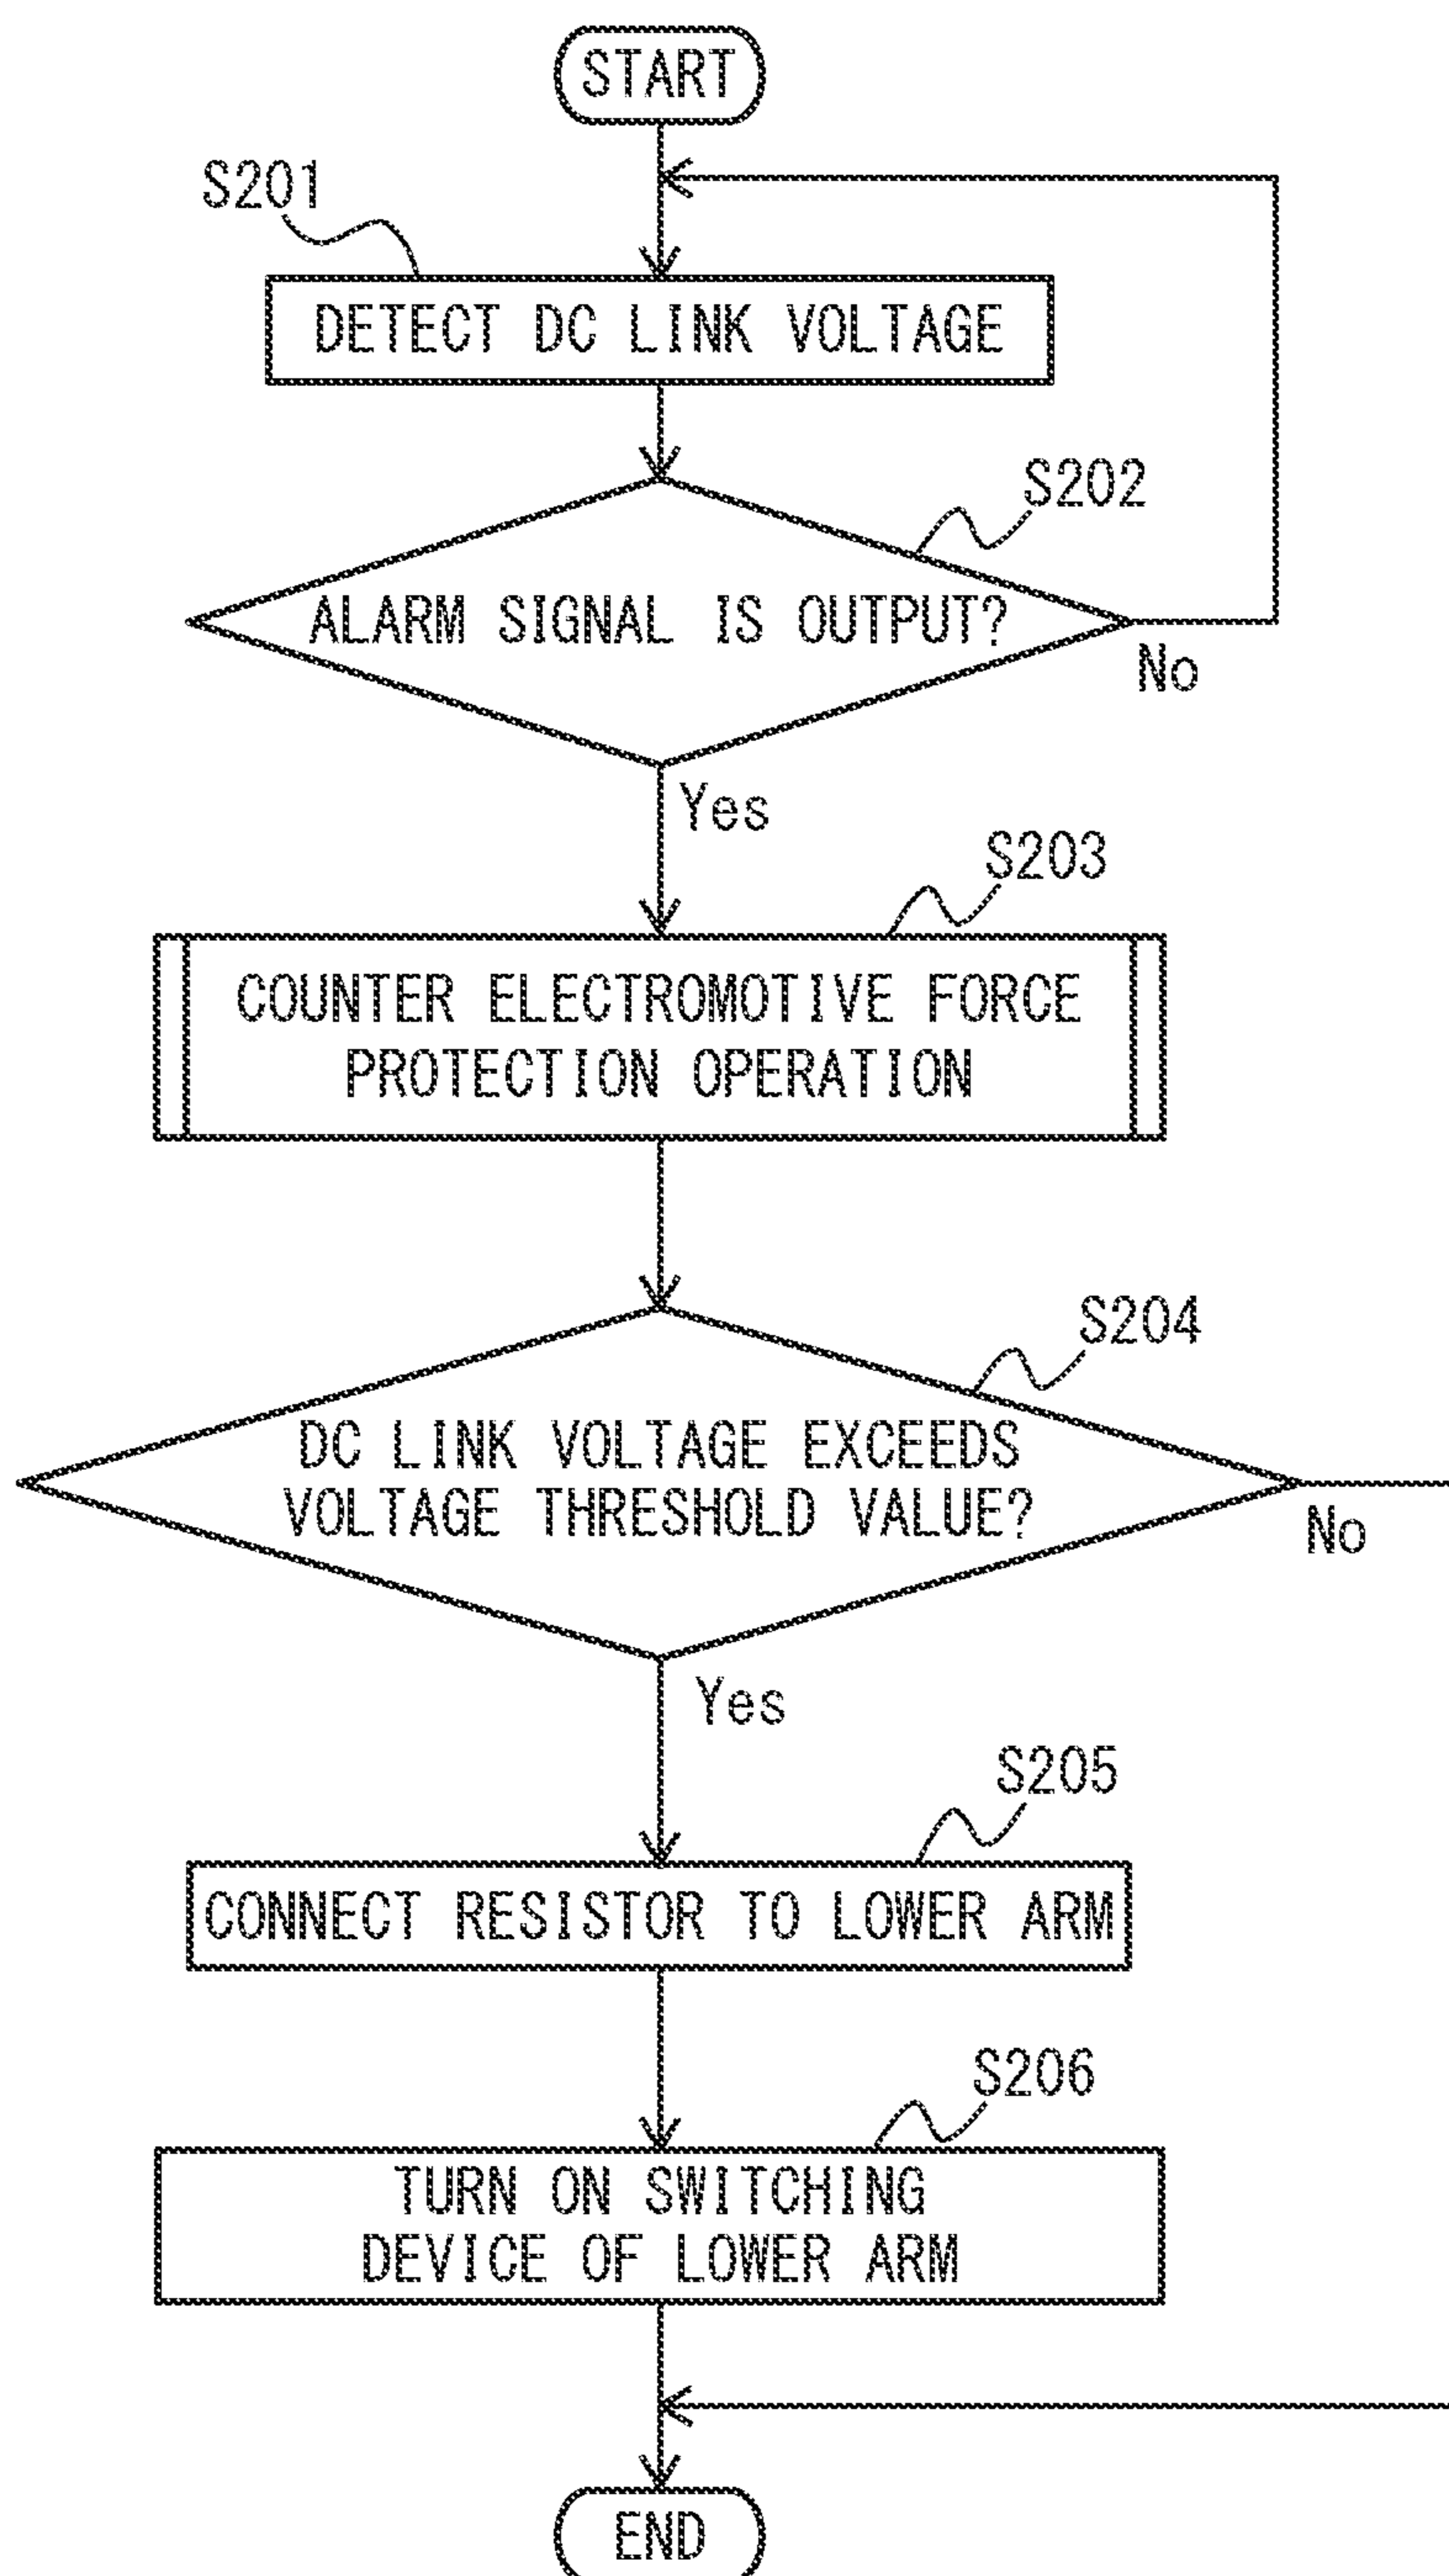 START
S201
DETECT DC LINK VOLTAGE
S202
ALARM SIGNAL IS OUTPUT?
No
Yes
S203
COUNTER ELECTROMOTIVE FORCE
PROTECTION OPERATION
S204
DC LINK VOLTAGE EXCEEDS
VOLTAGE THRESHOLD VALUE?
No
Yes
S205
CONNECT RESISTOR TO LOWER ARM
S206
TURN ON SWITCHING
DEVICE OF LOWER ARM
END